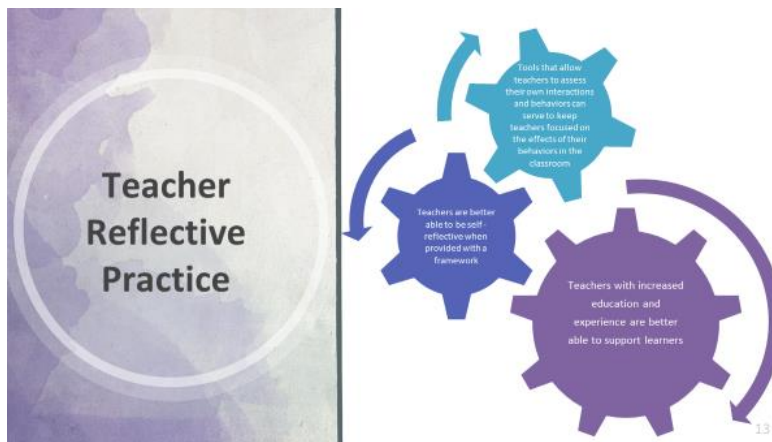 Teacher
Reflective
Practice
Tools that allow
teachers to assess
their own interactions
and behaviors can
serve to keep
teachers focused on
the effects of their
behaviors in the
classroom
Teachers are better
able to be self -
reflective when
provided with a
framework
Teachers with increased
education and
experience are better
able to support learners
13